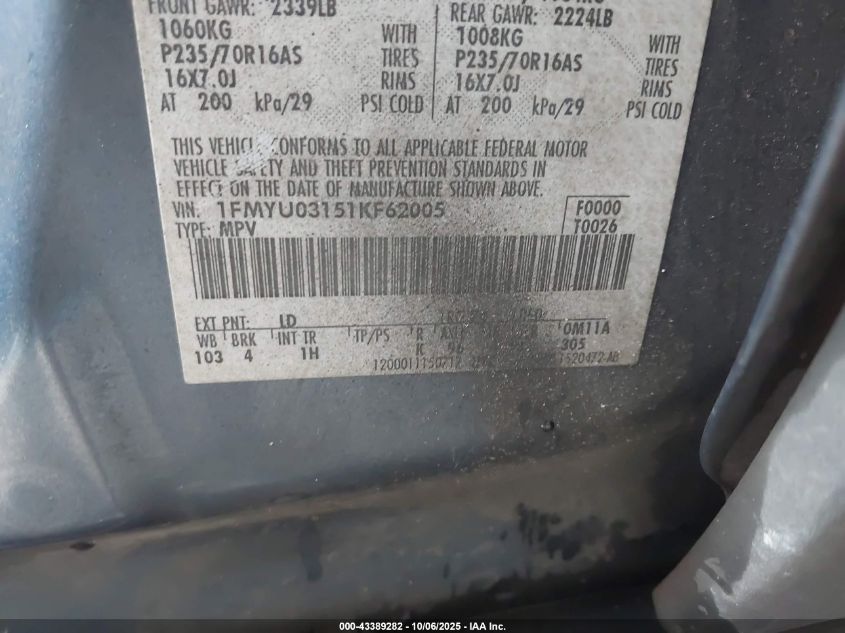 FRONT GAWR: 2339LB
1060KG WITH
P235/70R16AS TIRES
16X7.0J RIMS
AT 200 kPa/29 PSI COLD
REAR GAWR: 2224LB
1008KG WITH
P235/70R16AS TIRES
16X7.0J RIMS
AT 200 kPa/29 PSI COLD
THIS VEHICLE CONFORMS TO ALL APPLICABLE FEDERAL MOTOR
VEHICLE SAFETY AND THEFT PREVENTION STANDARDS IN
EFFECT ON THE DATE OF MANUFACTURE SHOWN ABOVE.
VIN: 1FMYU03151KF62005 F0000
TYPE: MPV T0026
EXT PNT: LD
WB BRK INT TR TP/PS R 0M11A
103 4 1H K 305
000-43389282 - 10/06/2025 - IAA Inc.